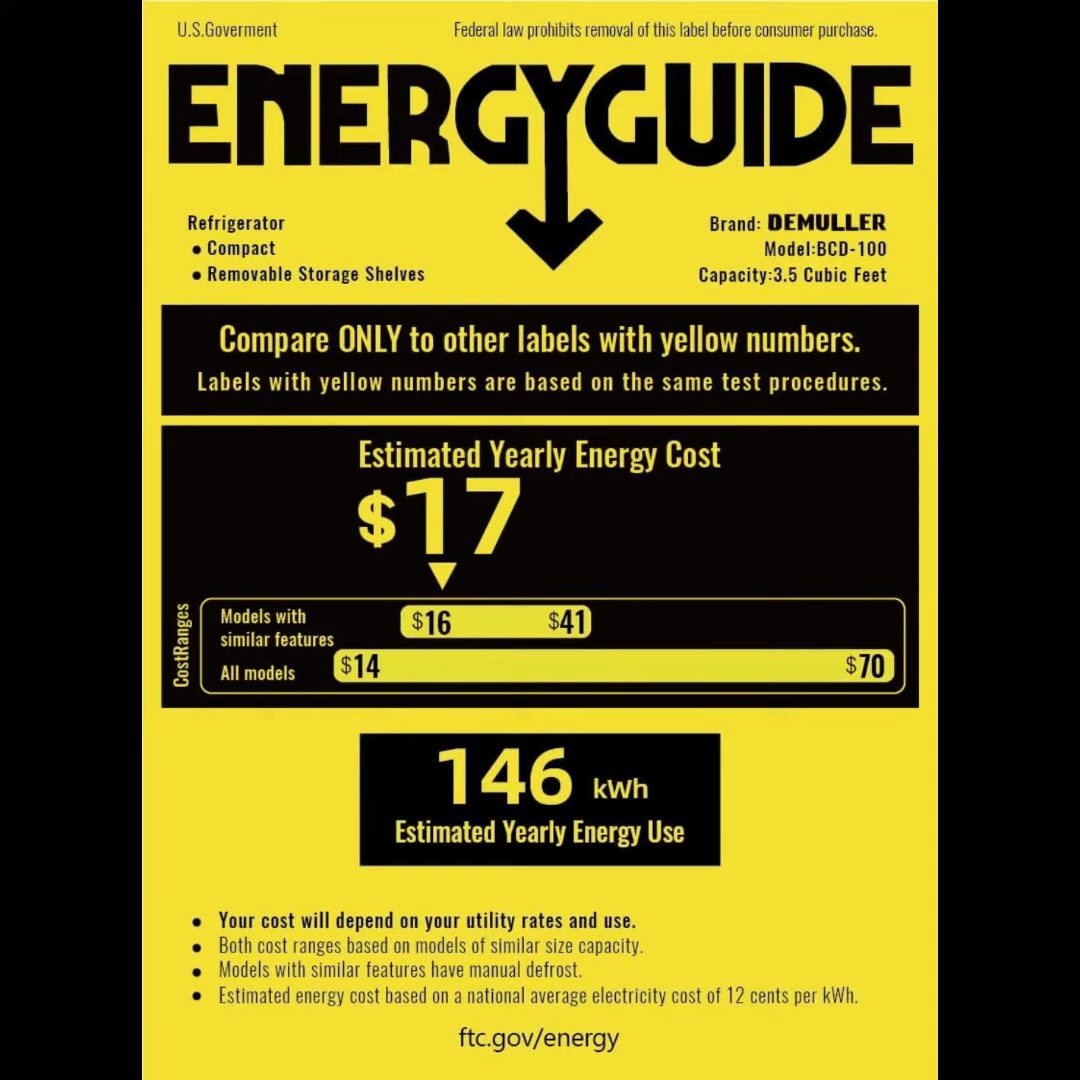 U.S.Goverment
Federal law prohibits removal of this label before consumer purchase.
ENERGYGUIDE
Refrigerator
● Compact
● Removable Storage Shelves
Brand: DEMULLER
Model:BCD-100
Capacity:3.5 Cubic Feet
Compare ONLY to other labels with yellow numbers.
Labels with yellow numbers are based on the same test procedures.
Estimated Yearly Energy Cost
$17
CostRanges
Models with
similar features
$16 $41
All models
$14 $70
146 kWh
Estimated Yearly Energy Use
● Your cost will depend on your utility rates and use.
● Both cost ranges based on models of similar size capacity.
● Models with similar features have manual defrost.
● Estimated energy cost based on a national average electricity cost of 12 cents per kWh.
ftc.gov/energy